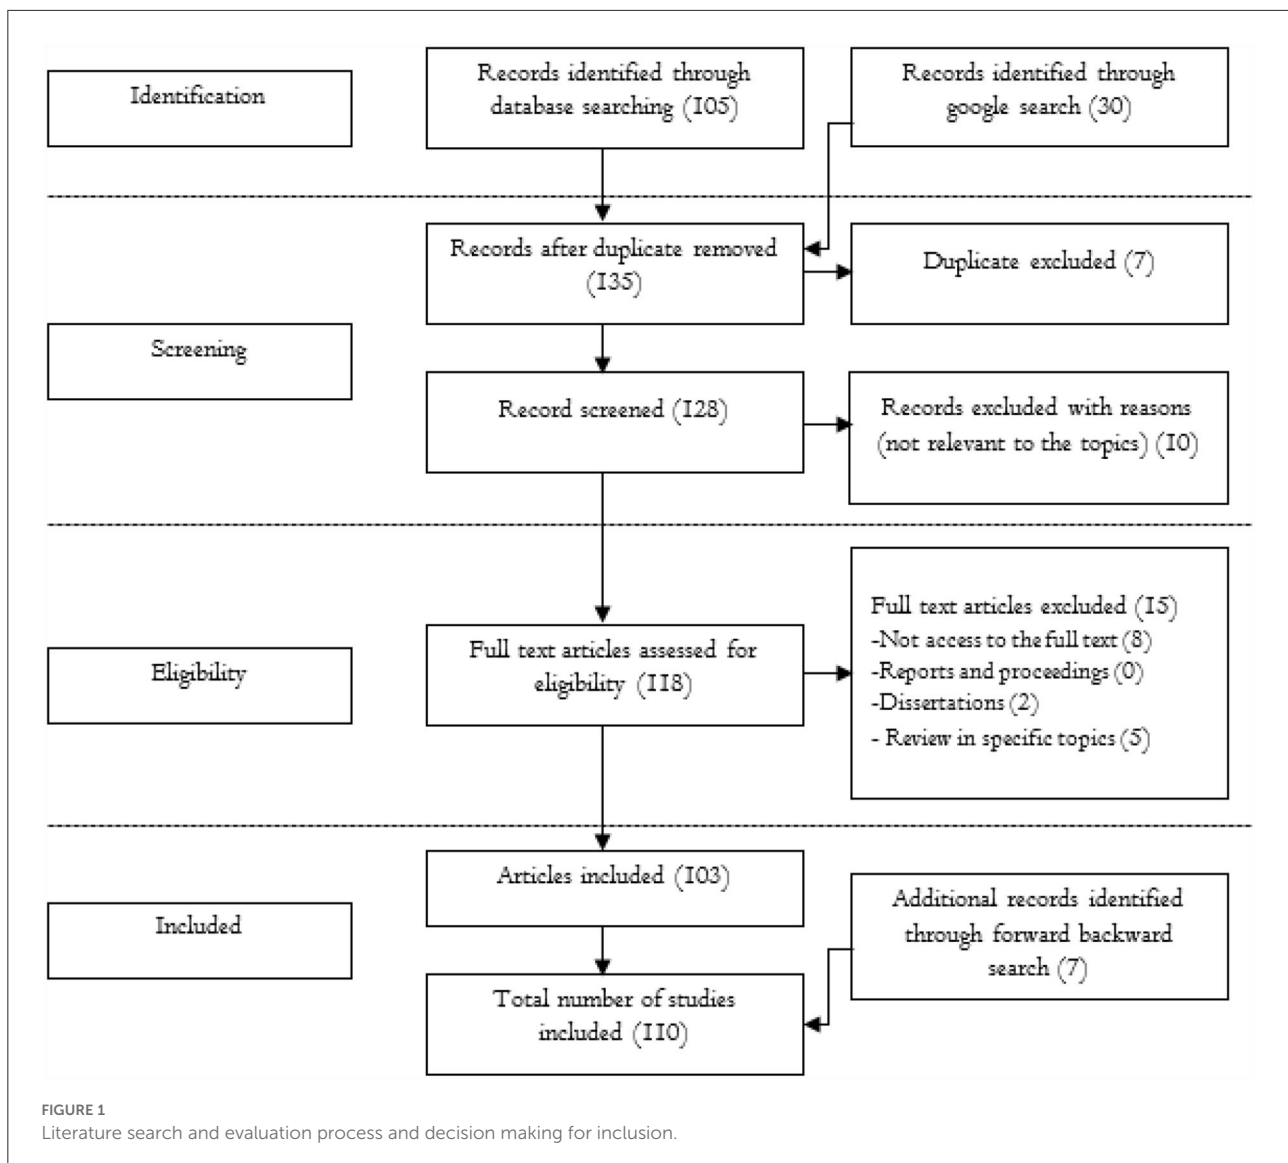 Identification
Records identified through
database searching (105)
Records identified through
google search (30)
Screening
Records after duplicate removed
(135)
Duplicate excluded (7)
Record screened (128)
Records excluded with reasons
(not relevant to the topics) (10)
Eligibility
Full text articles assessed for
eligibility (118)
Full text articles excluded (15)
-Not access to the full text (8)
-Reports and proceedings (0)
-Dissertations (2)
- Review in specific topics (5)
Included
Articles included (103)
Additional records identified
through forward backward
search (7)
Total number of studies
included (110)
FIGURE 1
Literature search and evaluation process and decision making for inclusion.